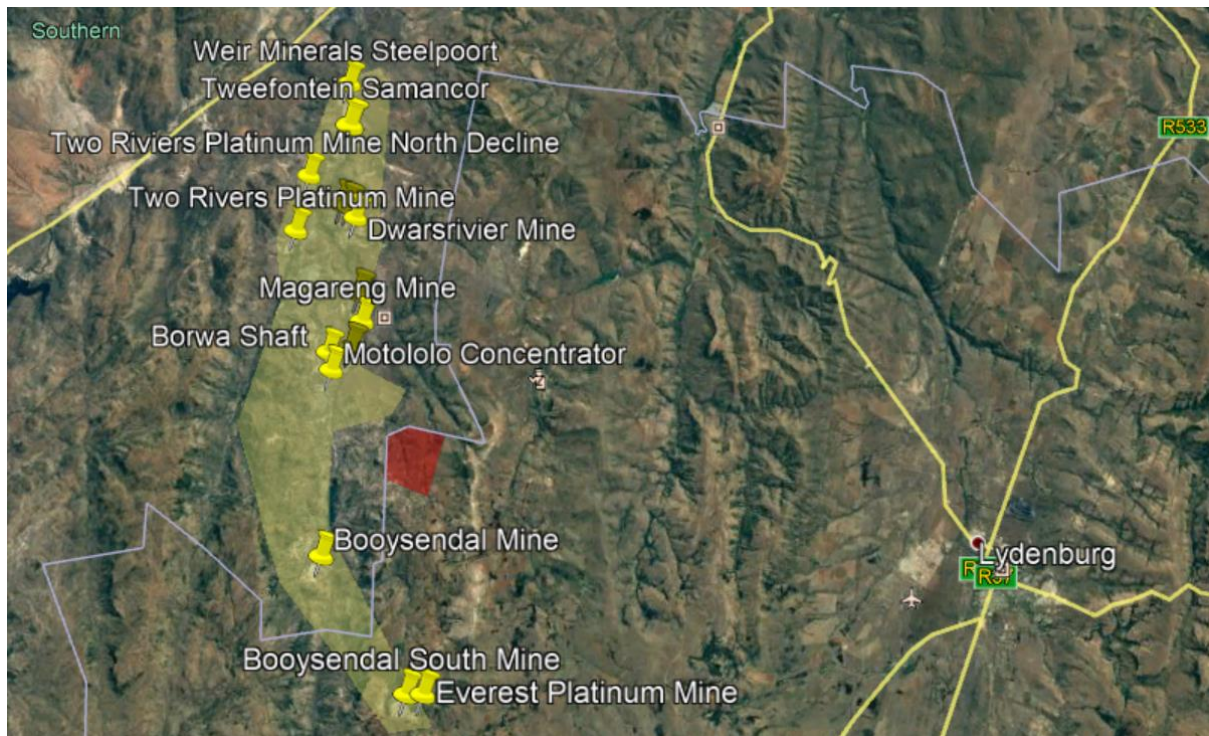 Southern
Weir Minerals Steelpoort
Tweefontein Samancor
R533
Two Riviers Platinum Mine North Decline
Two Rivers Platinum Mine
Dwarsrivier Mine
Magareng Mine
Borwa Shaft
Motololo Concentrator
Booysendal Mine
Lydenburg
R37
Booysendal South Mine
Everest Platinum Mine